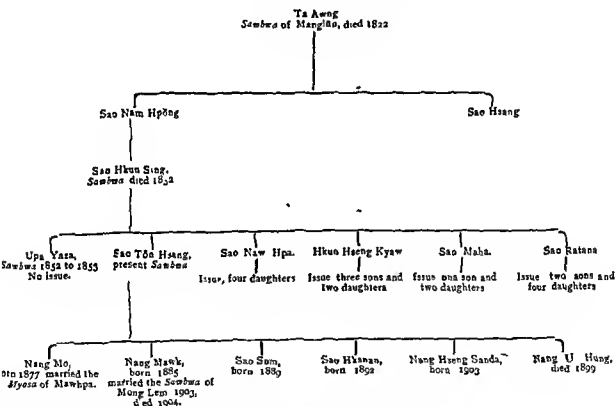 Ta Awng
Sawbwa of Manglün, died 1822
Sao Nam Hpöng
Sao Hsang
Sao Hkun Sing,
Sawbwa died 1852
Upa Yaza,
Sawbwa 1852 to 1853
No issue.
Sao Tôn Hsang,
present Sawbwa
Sao Naw Hpa.
Issue, four daughters
Hkun Hseng Kyaw
Issue three sons and
two daughters
Sao Maha.
Issue one son and
two daughters
Sao Ratana
Issue two sons and
four daughters
Nang Mo,
born 1877 married the
Myosa of Mawhpa.
Nang Mawk,
born 1885
married the Sawbwa of
Mong Lem 1903,
died 1904.
Sao Sum,
born 1889
Sao Hkanan,
born 1892
Nang Hseng Sanda,
born 1903
Nang U Hung,
died 1899